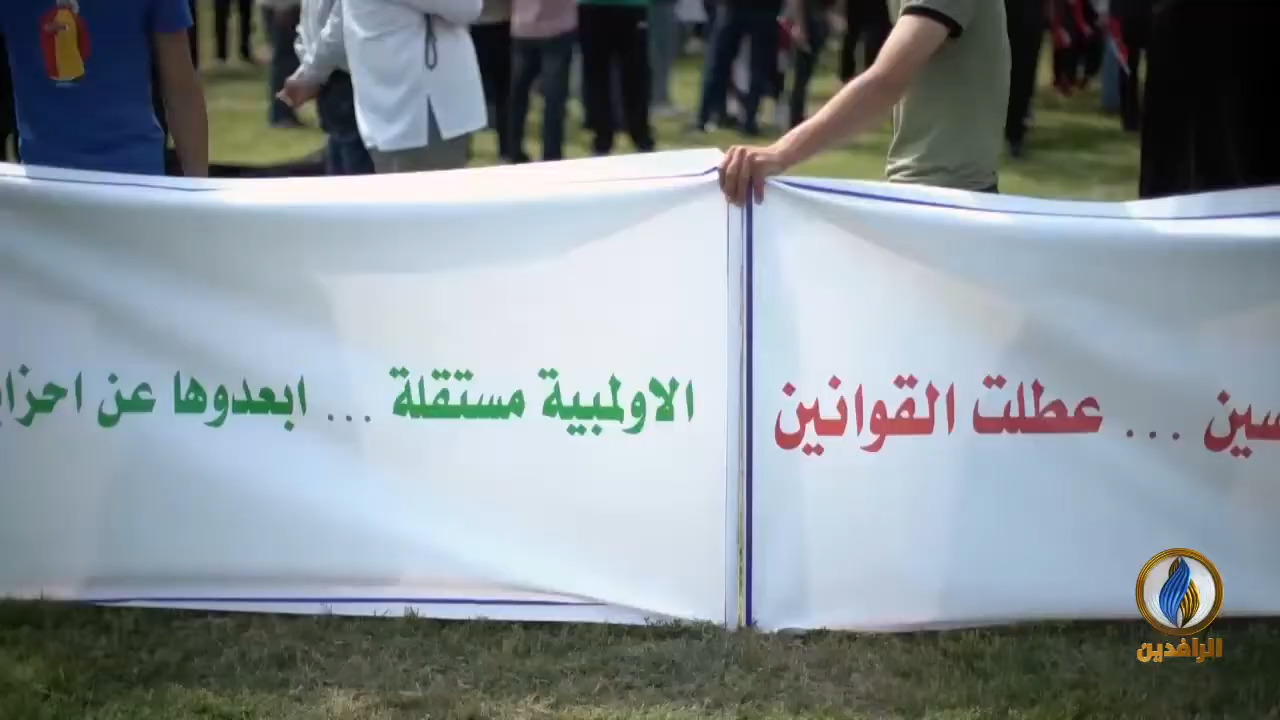 عطلت القوانين ...
الاولمبية مستقلة ... ابعدوها عن
الرافدين